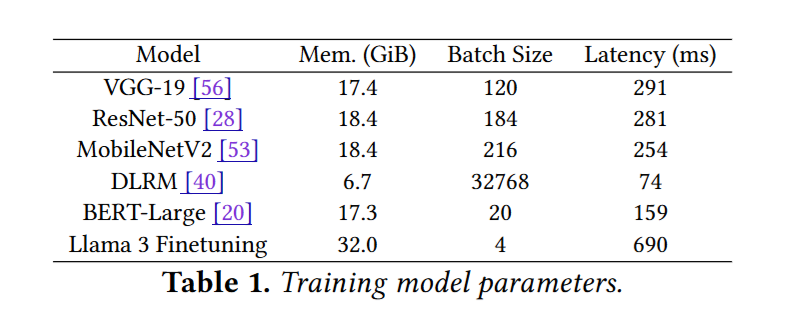 Model Mem. (GiB) Batch Size Latency (ms)
VGG-19 [56] 17.4 120 291
ResNet-50 [28] 18.4 184 281
MobileNetV2 [53] 18.4 216 254
DLRM [40] 6.7 32768 74
BERT-Large [20] 17.3 20 159
Llama 3 Finetuning 32.0 4 690
Table 1. Training model parameters.